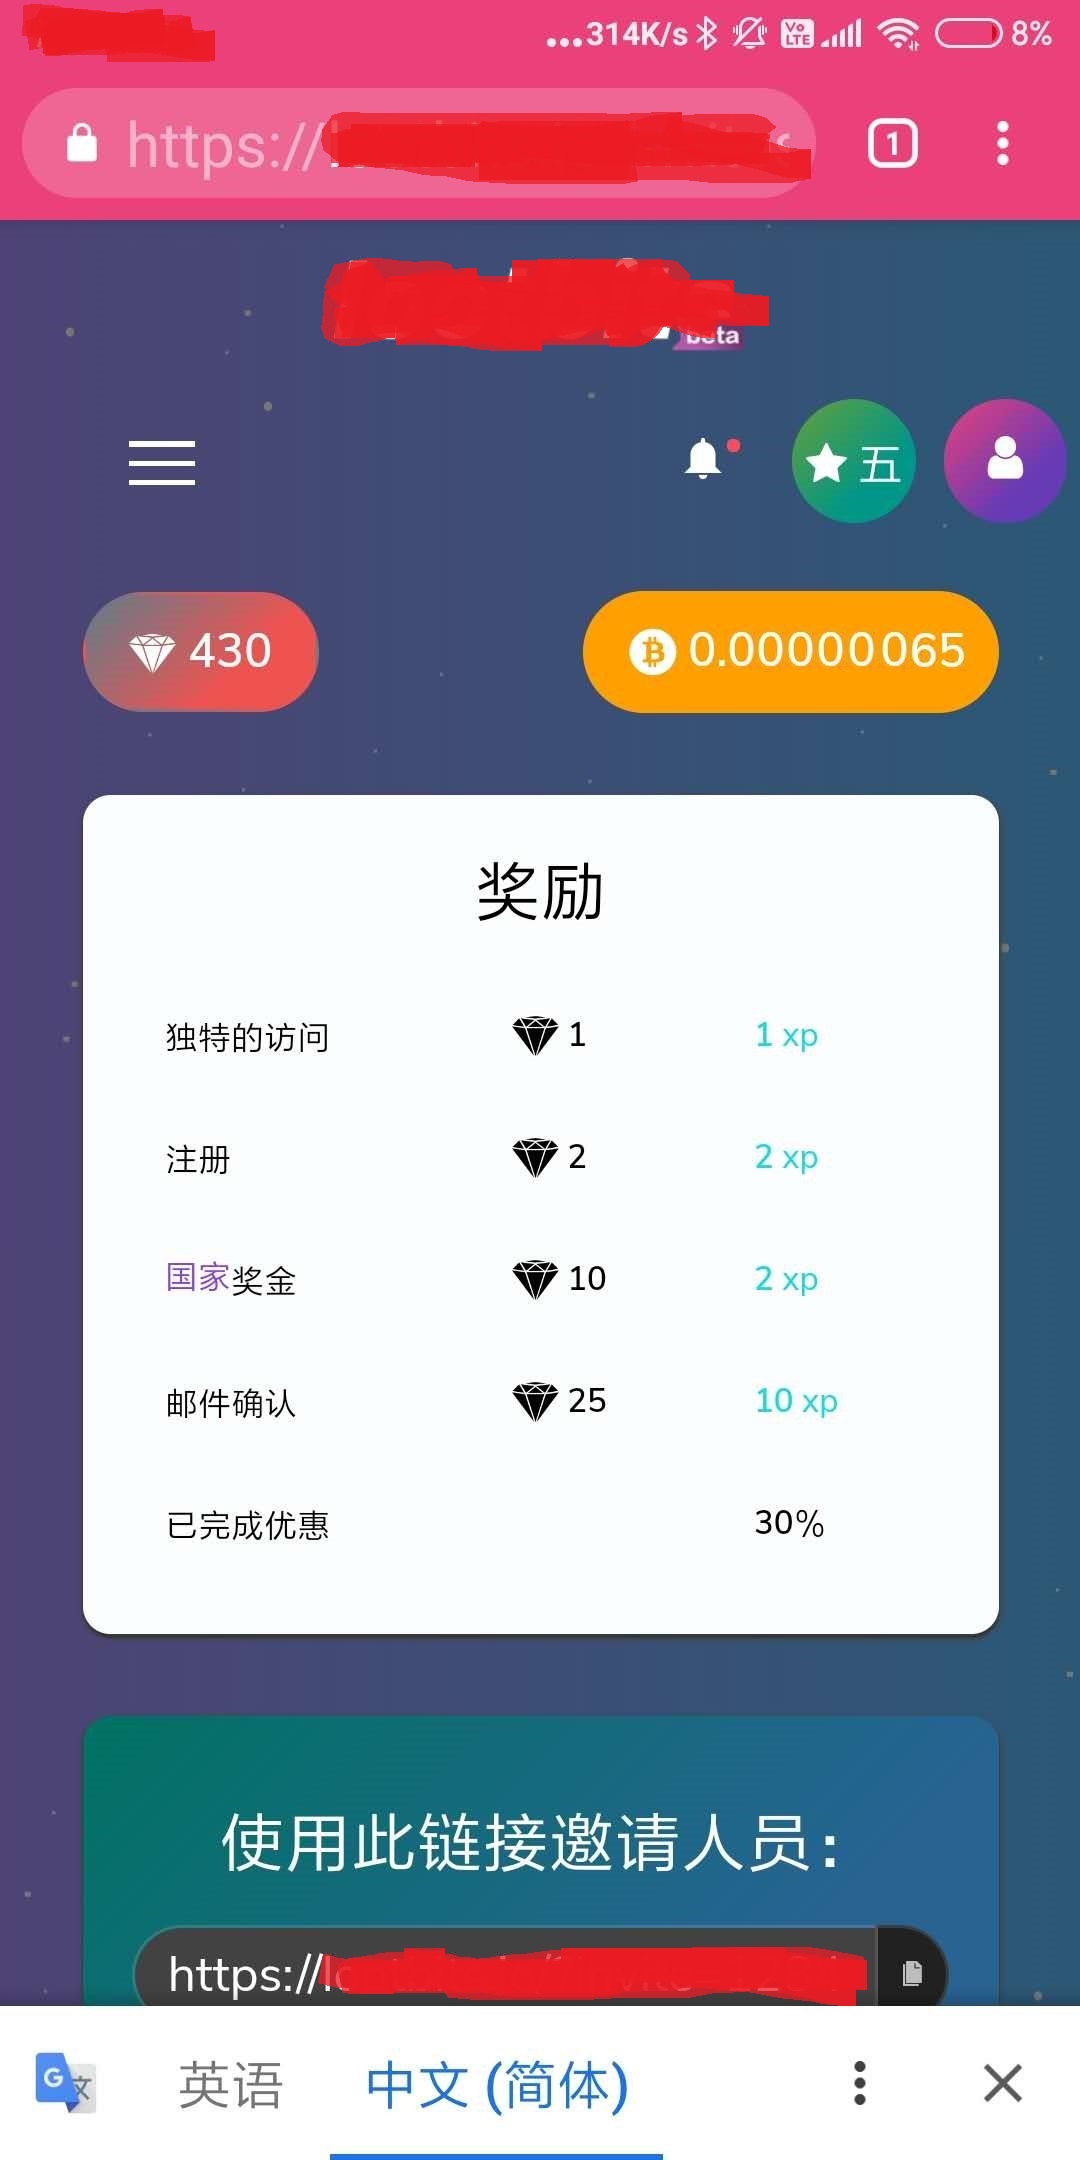 ...314K/s VoLTE 8%
https://
1
beta
五
430
0.00000065
奖励
独特的访问 1 1 xp
注册 2 2 xp
国家奖金 10 2 xp
邮件确认 25 10 xp
已完成优惠 30%
使用此链接邀请人员：
https://
G 文 英语 中文 (简体)